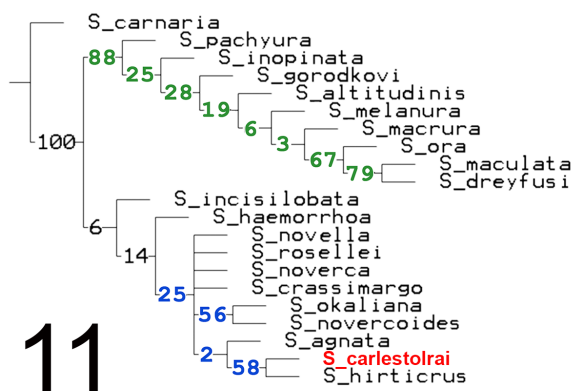 S_carnaria
S_pachyura
88
S_inopinata
25
S_gorodkovi
28
S_altitudinis
19
S_melanura
6
S_macrura
3
S_ora
67
S_maculata
79
S_dreyfusi
100
S_incisilobata
S_haemorrhoa
6
S_novella
S_rosellei
14
S_noverca
S_crassimargo
25
S_okaliana
56
S_novercoides
S_agnata
2
S_carlestolrai
58
S_hirticrus
11